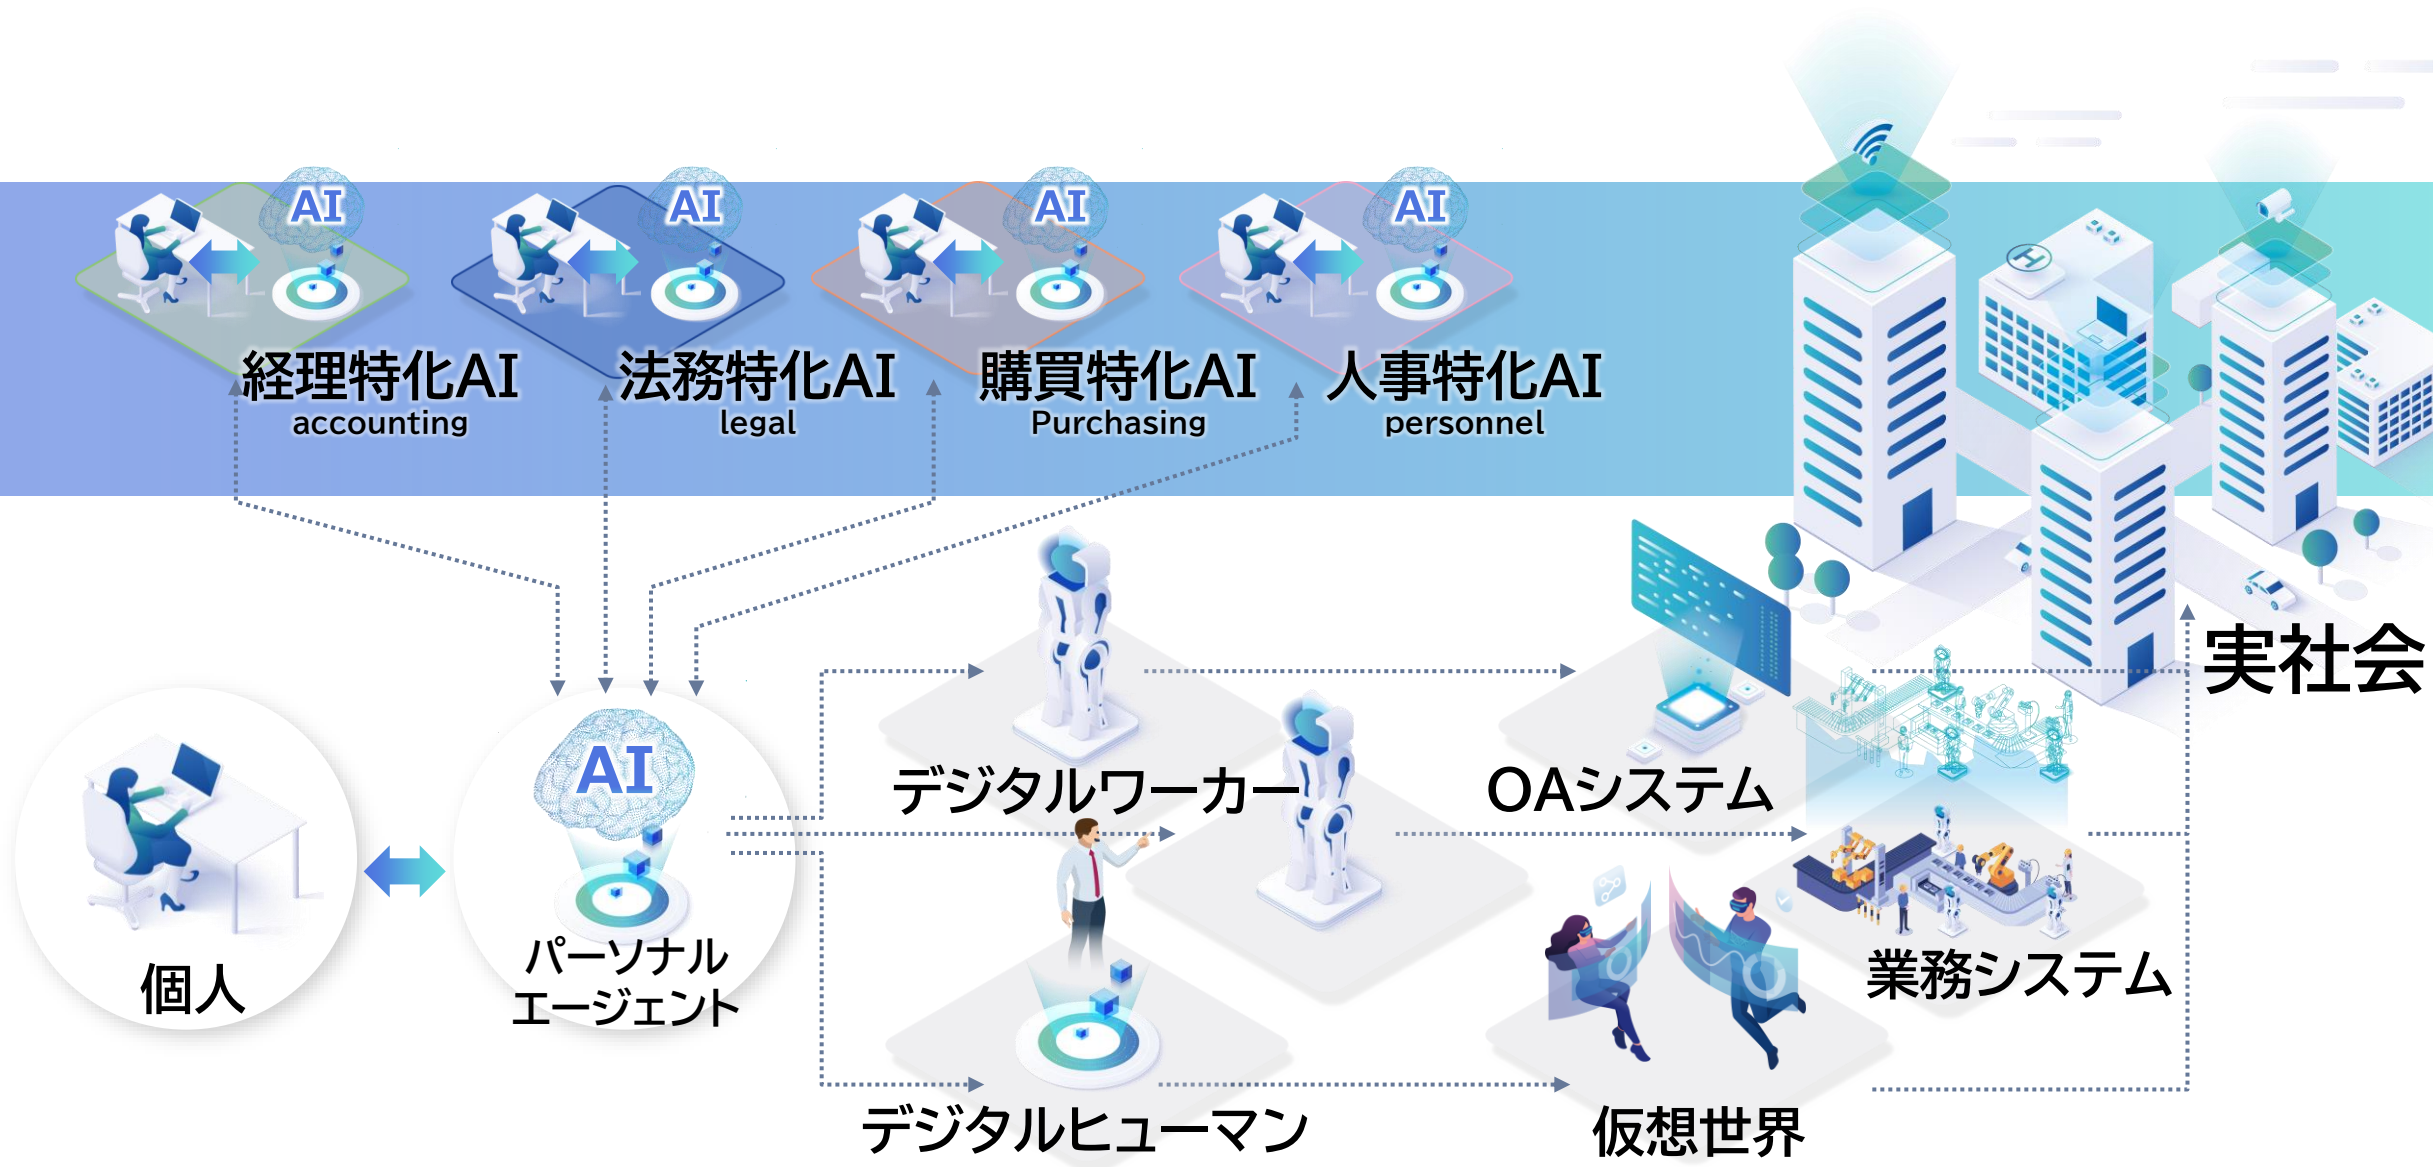 AI
AI
AI
AI
経理特化AI
accounting
法務特化AI
legal
購買特化AI
Purchasing
人事特化AI
personnel
H
実社会
AI
デジタルワーカー
OAシステム
個人
パーソナル
エージェント
業務システム
デジタルヒューマン
仮想世界